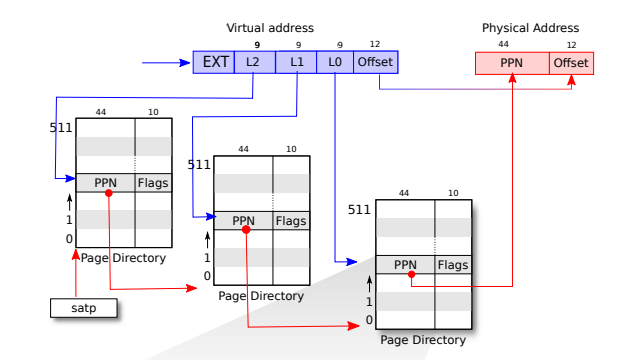 Virtual address
Physical Address
9 9 9 12
44 12
EXT L2 L1 L0 Offset
PPN Offset
44 10
511
PPN Flags
1
0
Page Directory
satp
44 10
511
PPN Flags
1
0
Page Directory
44 10
511
PPN Flags
1
0
Page Directory